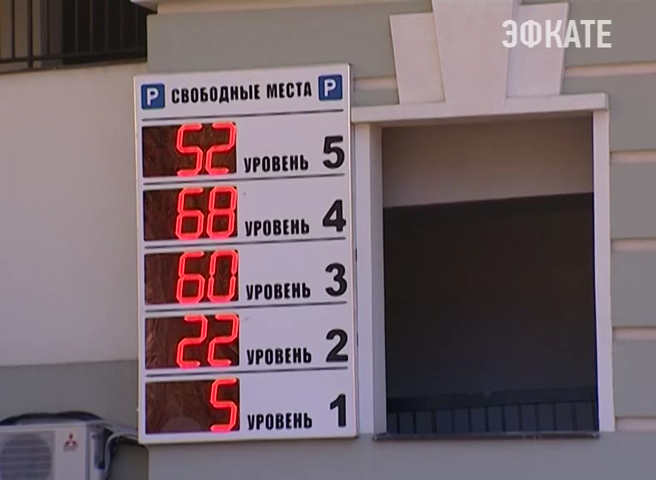 ЭФКАТЕ
P СВОБОДНЫЕ МЕСТА P
52 УРОВЕНЬ 5
68 УРОВЕНЬ 4
60 УРОВЕНЬ 3
22 УРОВЕНЬ 2
5 УРОВЕНЬ 1